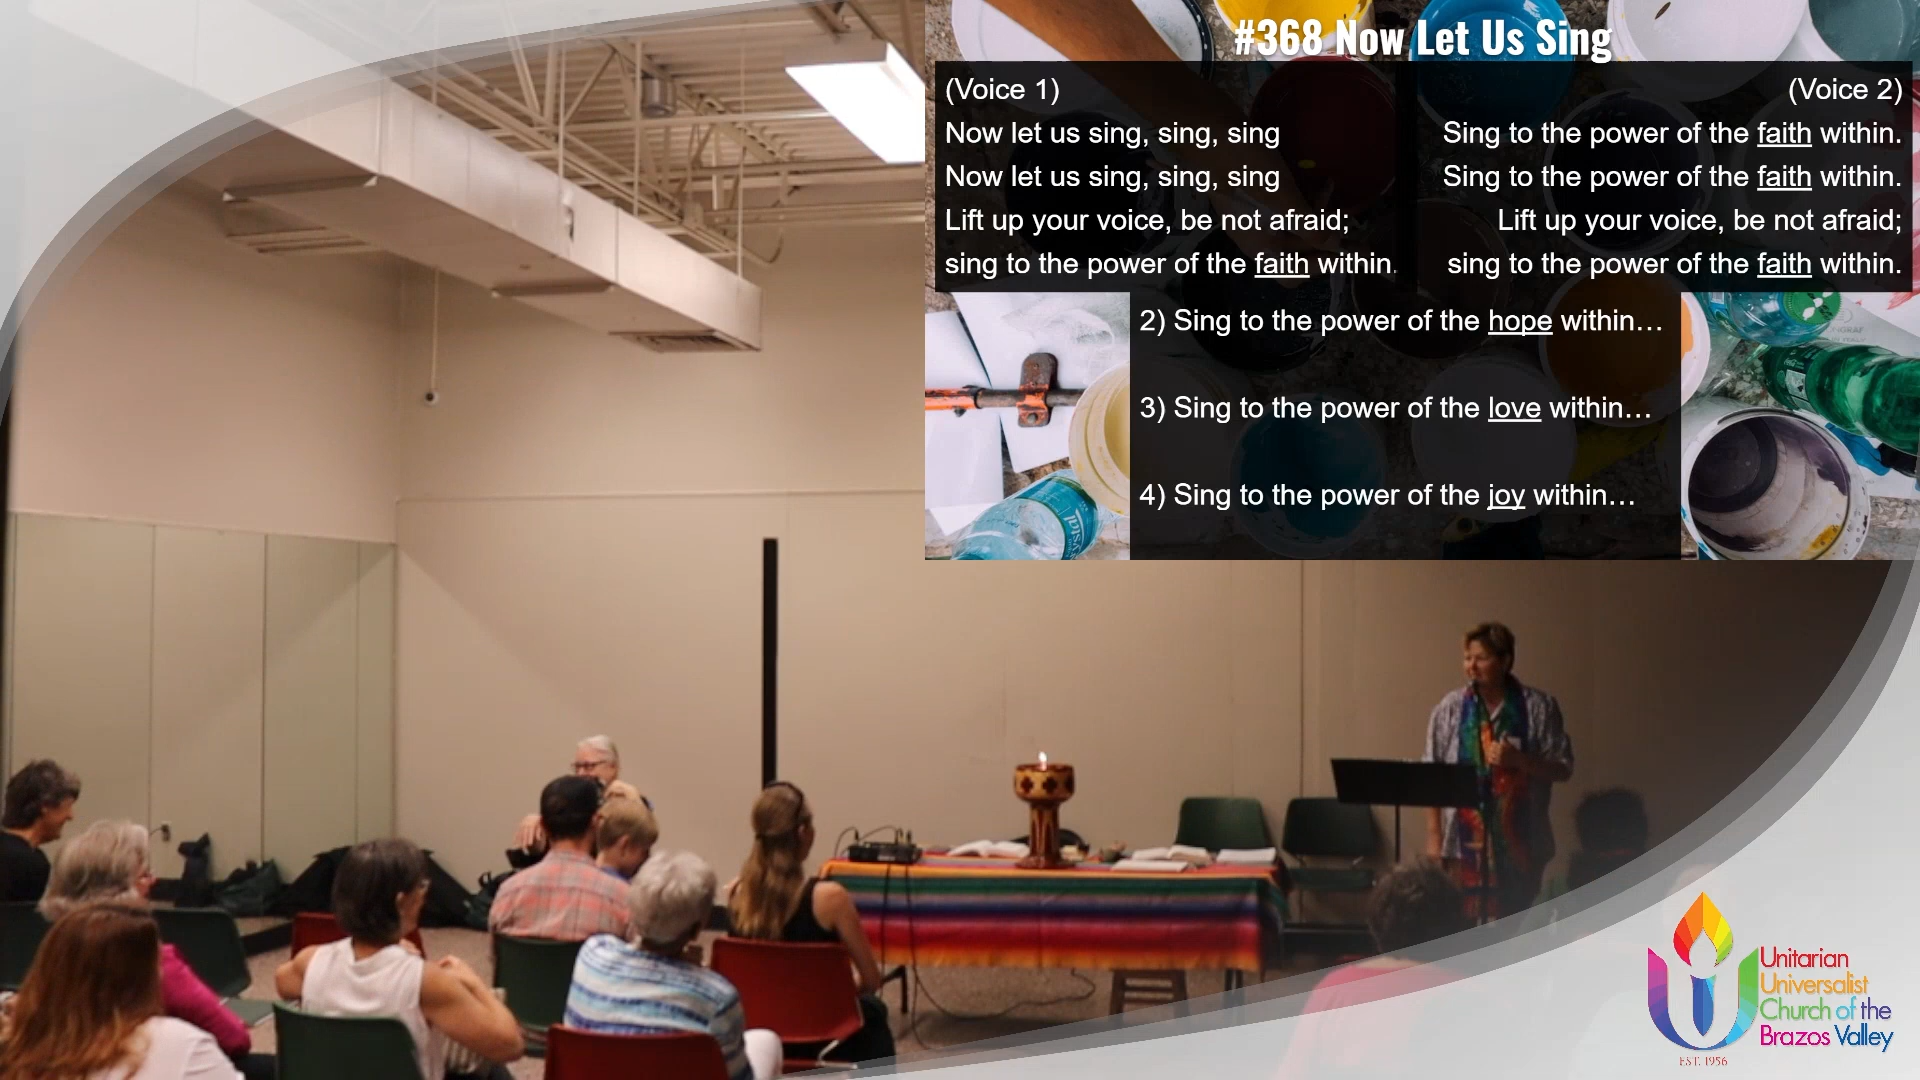 #368 Now Let Us Sing
(Voice 1)
Now let us sing, sing, sing
Now let us sing, sing, sing
Lift up your voice, be not afraid;
sing to the power of the faith within.
(Voice 2)
Sing to the power of the faith within.
Sing to the power of the faith within.
Lift up your voice, be not afraid;
sing to the power of the faith within.
2) Sing to the power of the hope within…
3) Sing to the power of the love within…
4) Sing to the power of the joy within…
Unitarian
Universalist
Church of the
Brazos Valley
EST. 1956